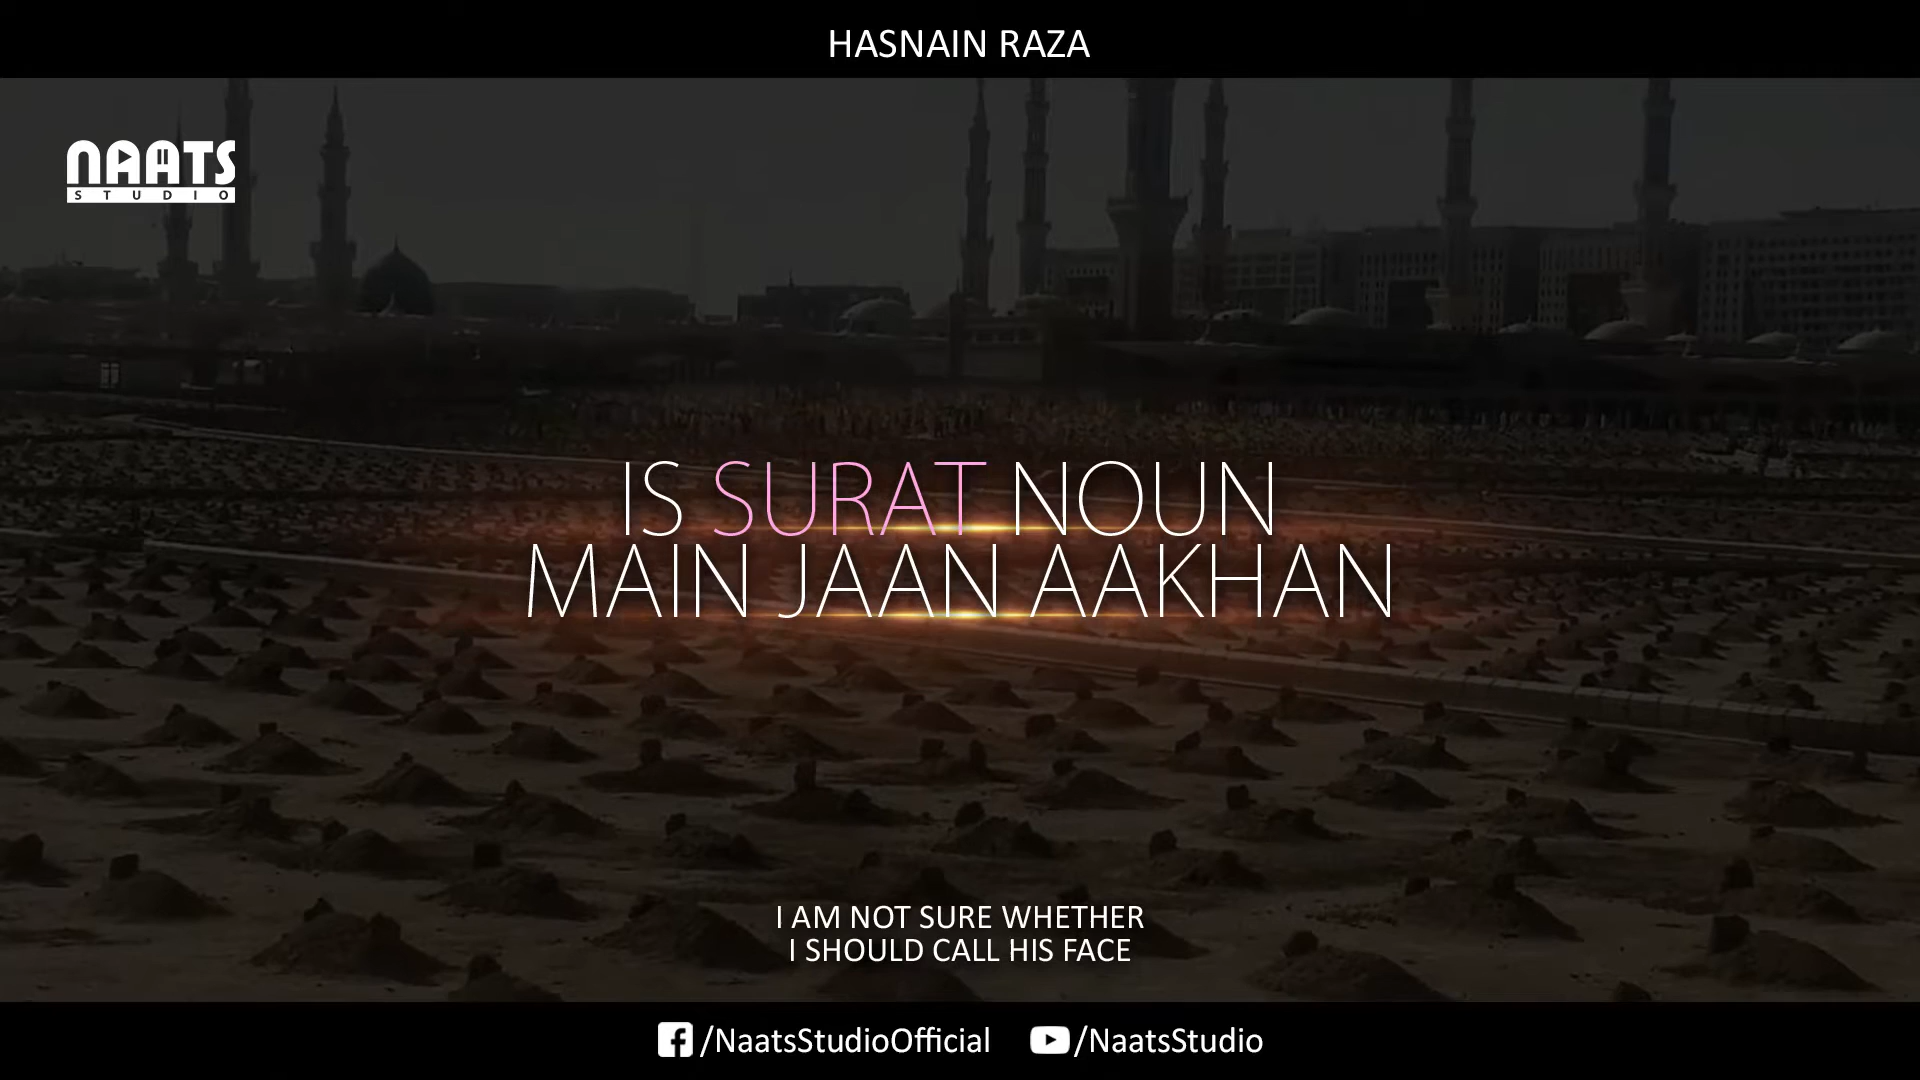 HASNAIN RAZA
NAATS
STUDIO
IS SURAT NOUN
MAIN JAAN AAKHAN
I AM NOT SURE WHETHER
I SHOULD CALL HIS FACE
/NaatsStudioOfficial /NaatsStudio